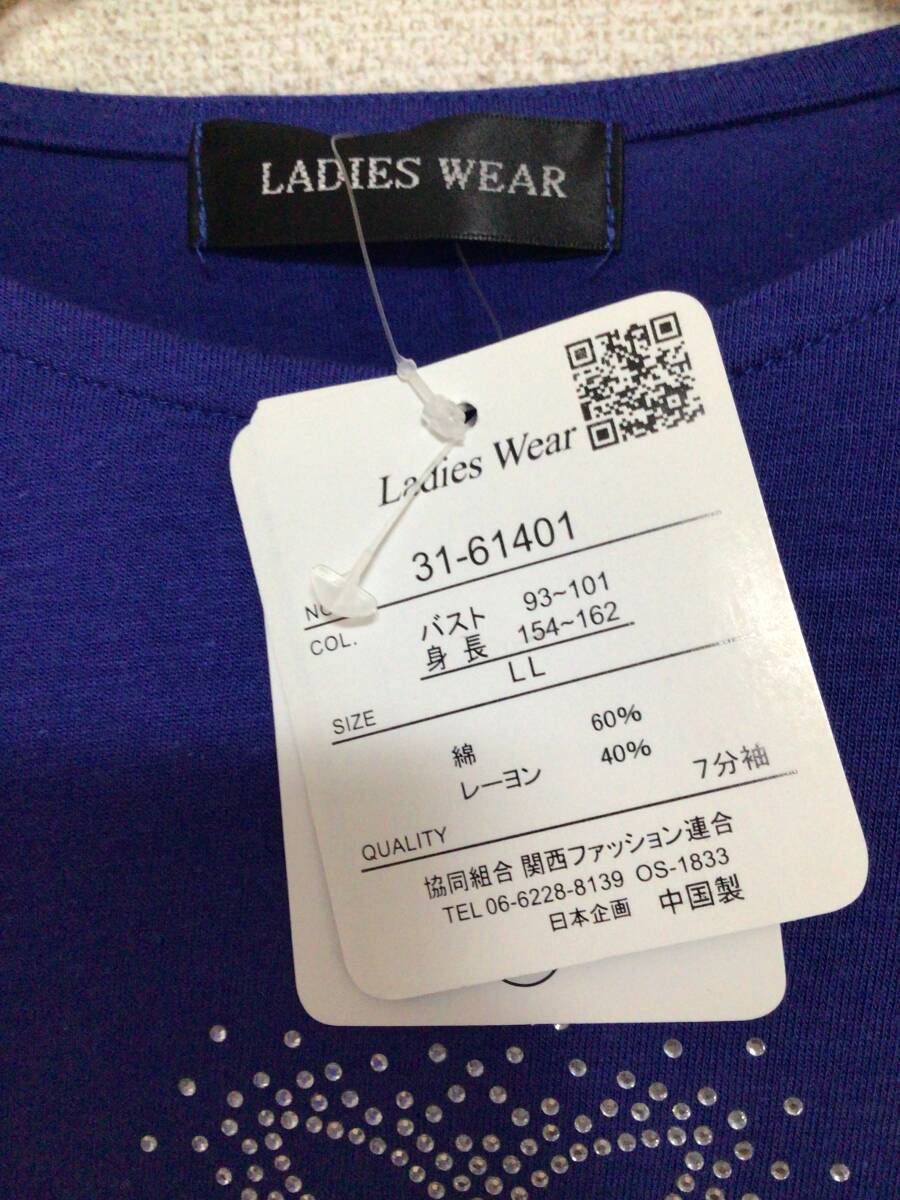 LADIES WEAR
Ladies Wear
NO. 31-61401
COL.
バスト 93~101
身長 154~162
LL
SIZE
綿 60%
レーヨン 40%
7分袖
QUALITY
協同組合 関西ファッション連合
TEL 06-6228-8139 OS-1833
日本企画 中国製